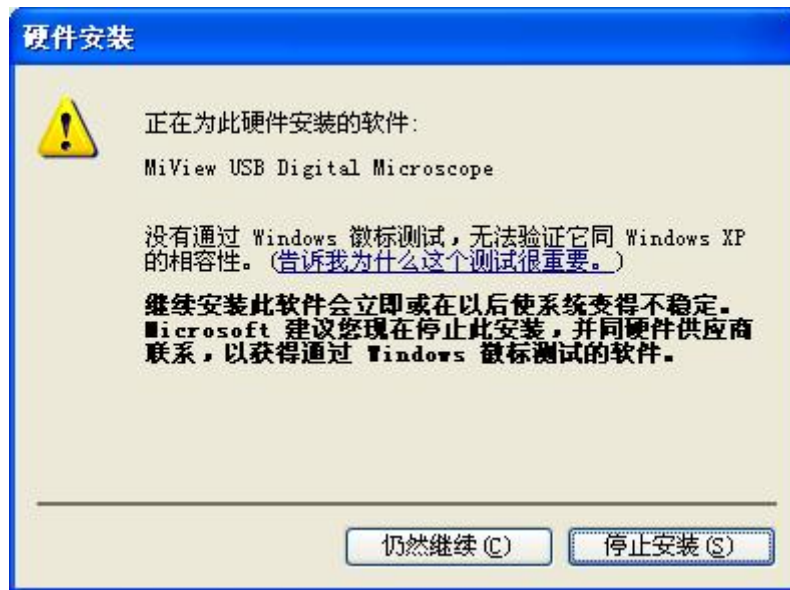 硬件安装
正在为此硬件安装的软件:
MiView USB Digital Microscope
没有通过 Windows 徽标测试，无法验证它同 Windows XP
的相容性。(告诉我为什么这个测试很重要。)
继续安装此软件会立即或在以后使系统变得不稳定。
Microsoft 建议您现在停止此安装，并同硬件供应商
联系，以获得通过 Windows 徽标测试的软件。
仍然继续(C) 停止安装(S)